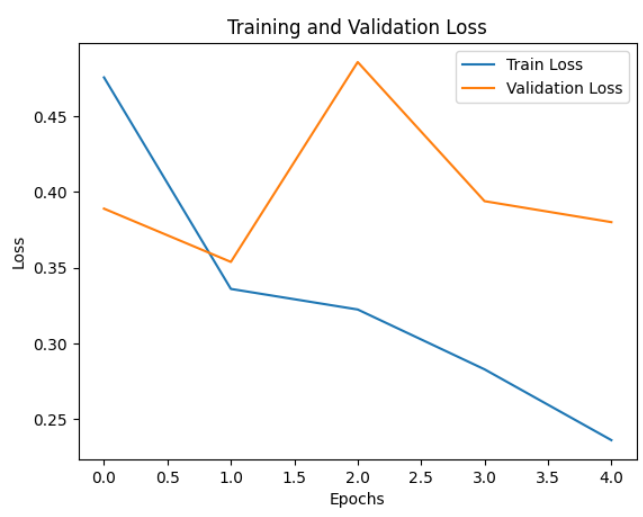 Training and Validation Loss
Train Loss
Validation Loss
0.45
0.40
0.35
0.30
0.25
Loss
0.0 0.5 1.0 1.5 2.0 2.5 3.0 3.5 4.0
Epochs